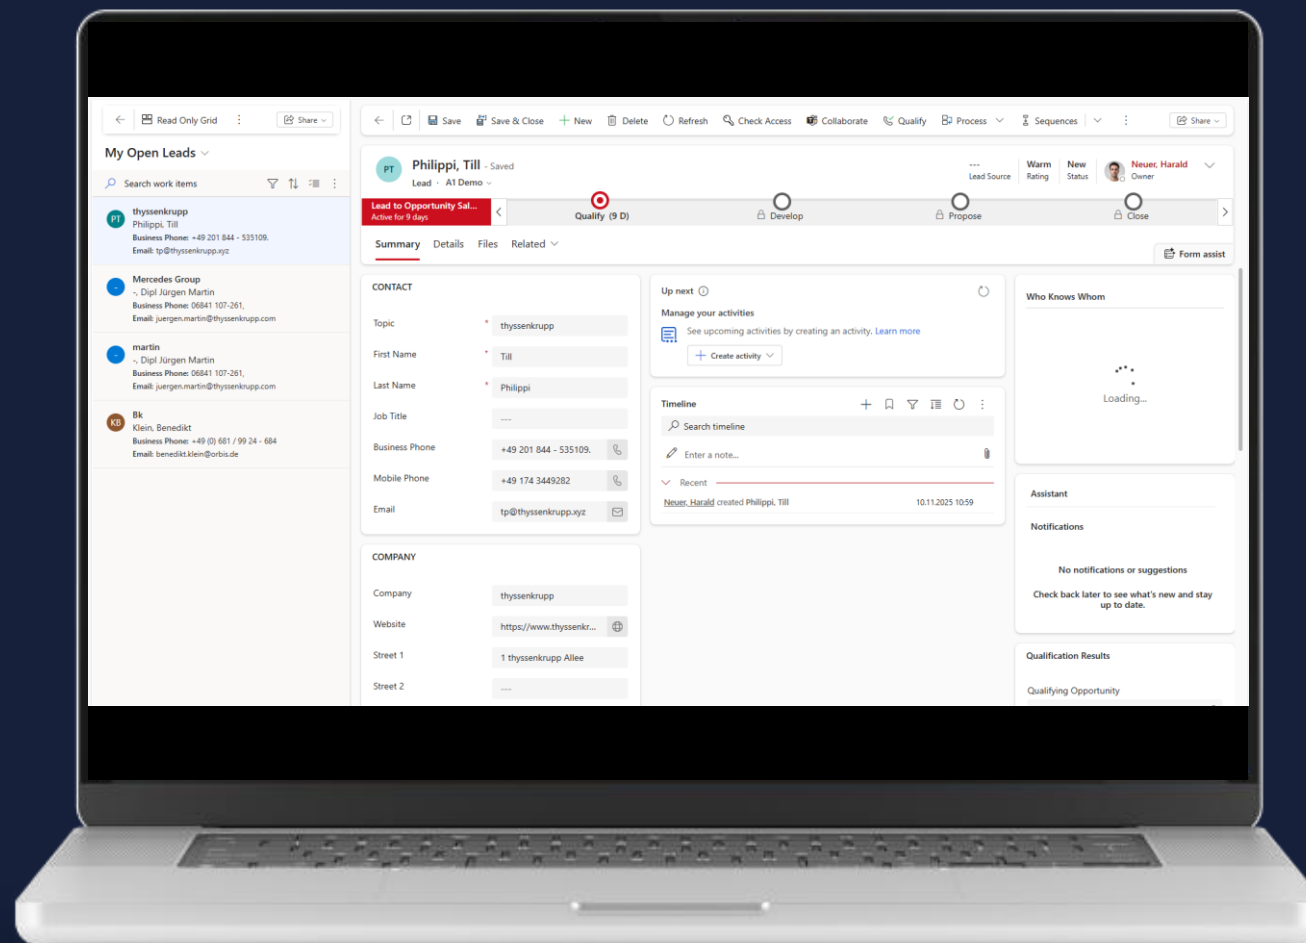 Read Only Grid
Share
My Open Leads
Search work items
PT
thyssenkrupp
Philippi, Till
Business Phone: +49 201 844 - 535109.
Email: tp@thyssenkrupp.xyz
-
Mercedes Group
-, Dipl Jürgen Martin
Business Phone: 06841 107-261,
Email: juergen.martin@thyssenkrupp.com
-
martin
-, Dipl Jürgen Martin
Business Phone: 06841 107-261,
Email: juergen.martin@thyssenkrupp.com
KB
Bk
Klein, Benedikt
Business Phone: +49 (0) 681 / 99 24 - 684
Email: benedikt.klein@orbis.de
Save Save & Close New Delete Refresh Check Access Collaborate Qualify Process Sequences Share
PT
Philippi, Till - Saved
Lead · A1 Demo
---
Lead Source
Warm
Rating
New
Status
Neuer, Harald
Owner
Lead to Opportunity Sal...
Active for 9 days
Qualify (9 D)
Develop
Propose
Close
Summary Details Files Related
Form assist
CONTACT
Topic * thyssenkrupp
First Name * Till
Last Name * Philippi
Job Title ---
Business Phone +49 201 844 - 535109.
Mobile Phone +49 174 3449282
Email tp@thyssenkrupp.xyz
COMPANY
Company thyssenkrupp
Website https://www.thyssenkr...
Street 1 1 thyssenkrupp Allee
Street 2 ---
Up next
Manage your activities
See upcoming activities by creating an activity. Learn more
Create activity
Timeline
Search timeline
Enter a note...
Recent
Neuer, Harald created Philippi, Till 10.11.2025 10:59
Who Knows Whom
Loading...
Assistant
Notifications
No notifications or suggestions
Check back later to see what's new and stay
up to date.
Qualification Results
Qualifying Opportunity